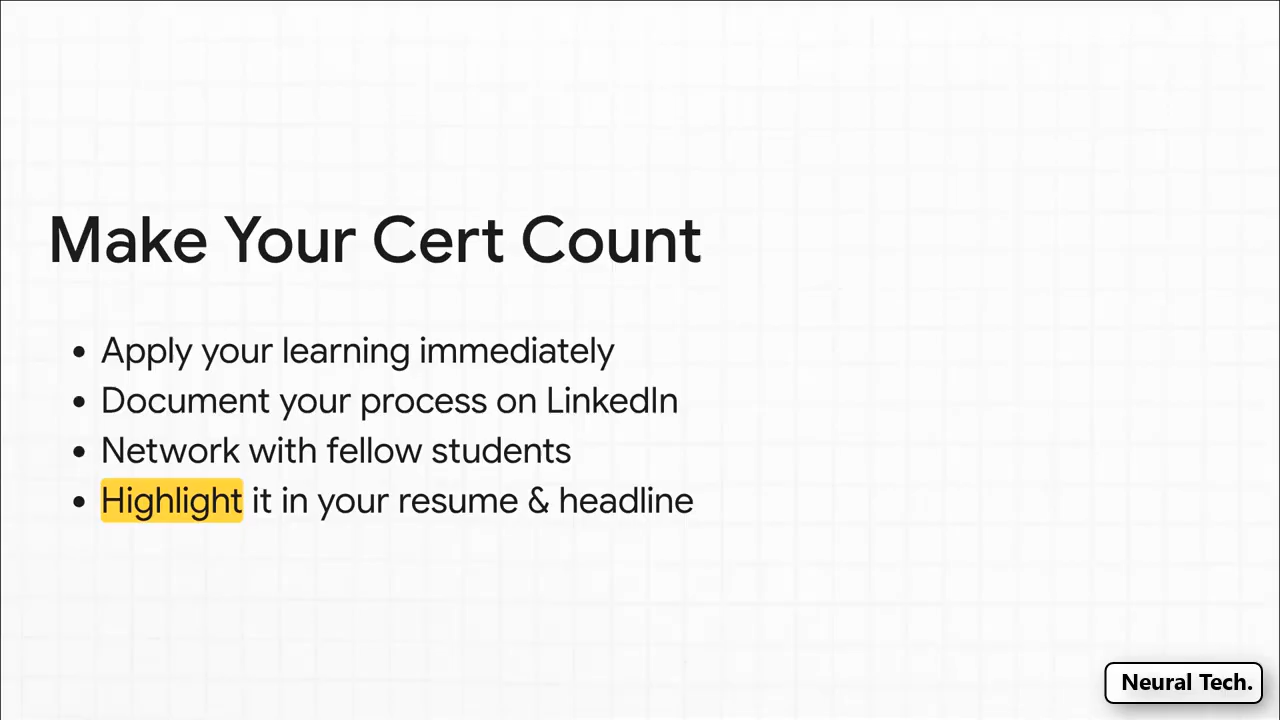 Make Your Cert Count
• Apply your learning immediately
• Document your process on LinkedIn
• Network with fellow students
• Highlight it in your resume & headline
Neural Tech.